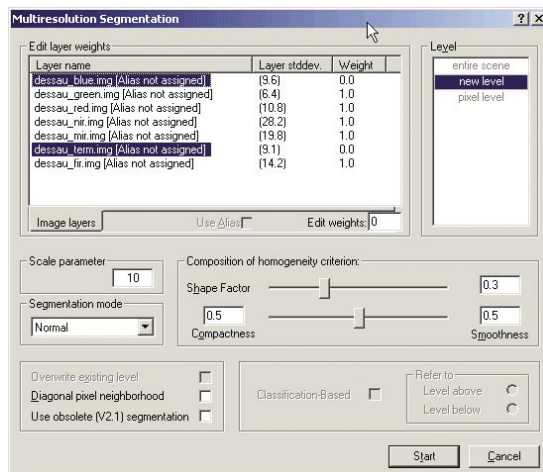 Multiresolution Segmentation
Edit layer weights
Layer name Layer stddev. Weight
dessau_blue.img [Alias not assigned] (9.6) 0.0
dessau_green.img [Alias not assigned] (6.4) 1.0
dessau_red.img [Alias not assigned] (10.8) 1.0
dessau_nir.img [Alias not assigned] (28.2) 1.0
dessau_mir.img [Alias not assigned] (19.8) 1.0
dessau_term.img [Alias not assigned] (9.1) 0.0
dessau_fir.img [Alias not assigned] (14.2) 1.0
Image layers Use Alias Edit weights: 0
Level
entire scene
new level
pixel level
Scale parameter
10
Segmentation mode
Normal
Composition of homogeneity criterion:
Shape Factor 0.3
0.5 0.5
Compactness Smoothness
Overwrite existing level
Diagonal pixel neighborhood
Use obsolete (V2.1) segmentation
Classification-Based
Refer to
Level above
Level below
Start Cancel